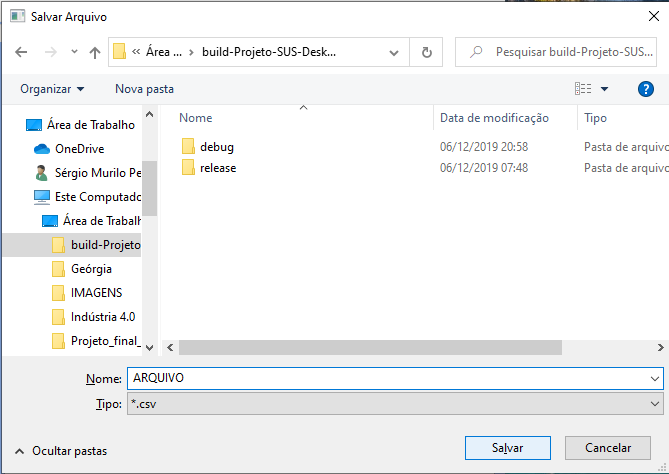 Salvar Arquivo
Área ... build-Projeto-SUS-Desk...
Pesquisar build-Projeto-SUS...
Organizar
Nova pasta
?
Área de Trabalho
OneDrive
Sérgio Murilo Pe
Este Computado
Área de Trabalh
build-Projeto
Geórgia
IMAGENS
Indústria 4.0
Projeto_final_
Nome Data de modificação Tipo
debug 06/12/2019 20:58 Pasta de arquivo
release 06/12/2019 07:48 Pasta de arquivo
Nome: ARQUIVO
Tipo: *.csv
Ocultar pastas
Salvar
Cancelar